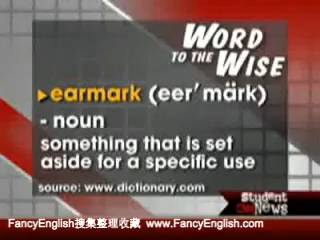 WORD
TO THE
WISE
earmark (eer′märk)
- noun
something that is set
aside for a specific use
source: www.dictionary.com
Student
CNN News
FancyEnglish搜集整理收藏 www.FancyEnglish.com